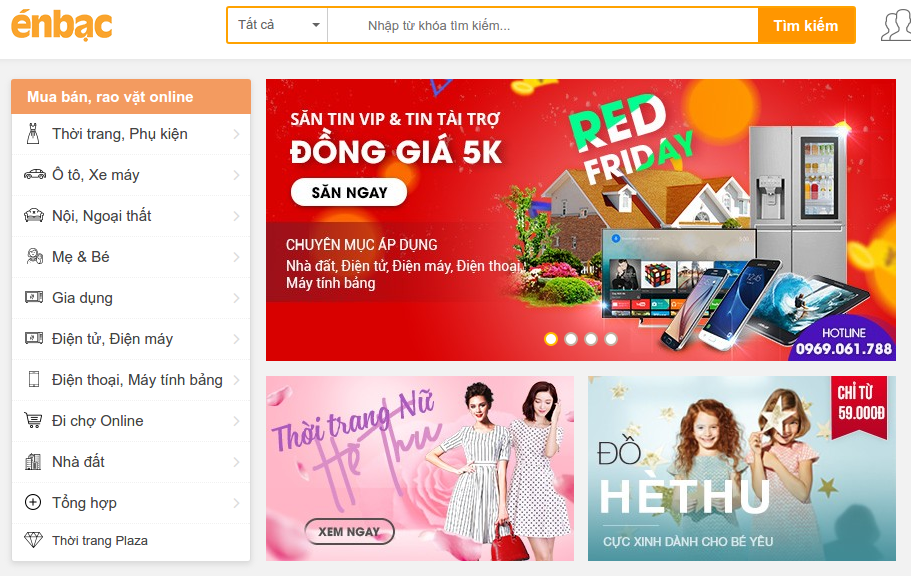 énbạc
Tất cả
Nhập từ khóa tìm kiếm...
Tìm kiếm
Mua bán, rao vặt online
Thời trang, Phụ kiện
Ô tô, Xe máy
Nội, Ngoại thất
Mẹ & Bé
Gia dụng
Điện tử, Điện máy
Điện thoại, Máy tính bảng
Đi chợ Online
Nhà đất
Tổng hợp
Thời trang Plaza
SĂN TIN VIP & TIN TÀI TRỢ
ĐỒNG GIÁ 5K
SĂN NGAY
RED
FRIDAY
CHUYÊN MỤC ÁP DỤNG
Nhà đất, Điện tử, Điện máy, Điện thoại,
Máy tính bảng
HOTLINE
0969.061.788
Thời trang Nữ
Hè Thu
XEM NGAY
CHỈ TỪ
59.000Đ
ĐỒ
HÈTHU
CỰC XINH DÀNH CHO BÉ YÊU